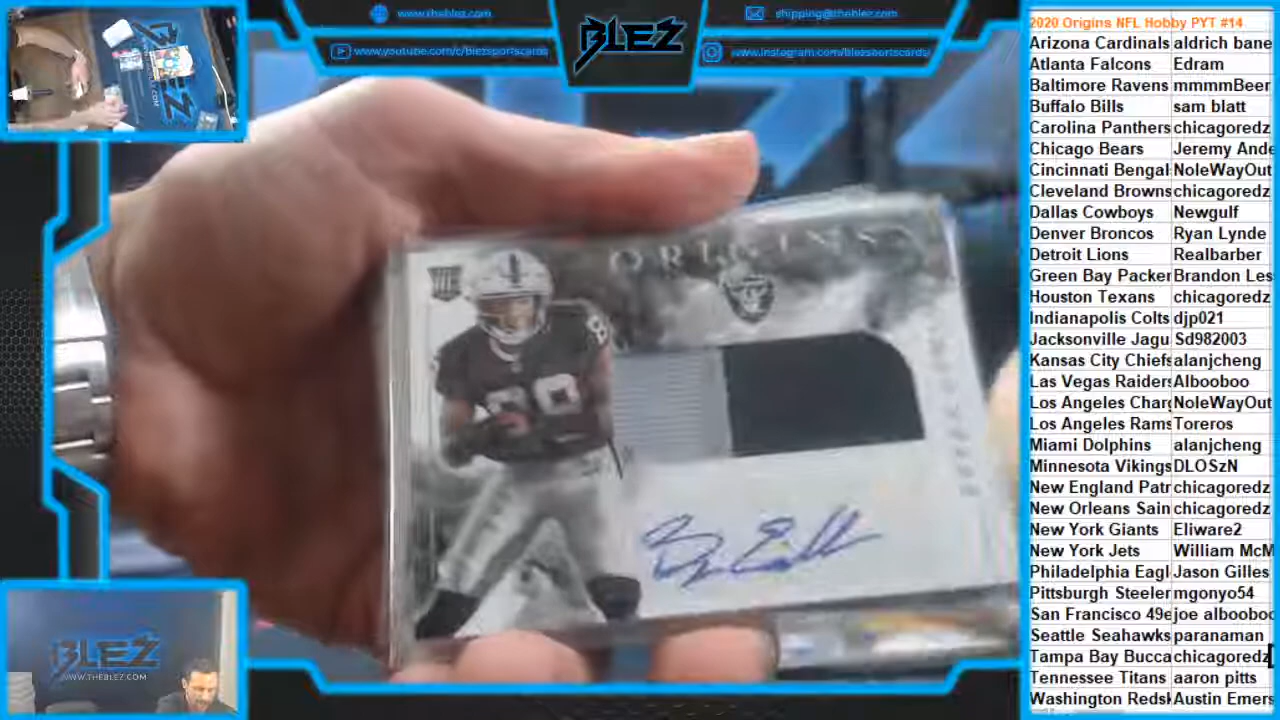 www.theblez.com
shipping@theblez.com
BLEZ
www.youtube.com/c/blezsportscards
www.instagram.com/blezsportscards/
ORIGINS
89
BLEZ
WWW.THEBLEZ.COM
2020 Origins NFL Hobby PYT #14
Arizona Cardinals aldrich bane
Atlanta Falcons Edram
Baltimore Ravens mmmmBeer
Buffalo Bills sam blatt
Carolina Panthers chicagoredz
Chicago Bears Jeremy Ande
Cincinnati Bengal NoleWayOut
Cleveland Browns chicagoredz
Dallas Cowboys Newgulf
Denver Broncos Ryan Lynde
Detroit Lions Realbarber
Green Bay Packer Brandon Les
Houston Texans chicagoredz
Indianapolis Colts djp021
Jacksonville Jagu Sd982003
Kansas City Chiefs alanjcheng
Las Vegas Raiders Albooboo
Los Angeles Charg NoleWayOut
Los Angeles Rams Toreros
Miami Dolphins alanjcheng
Minnesota Vikings DLOSzN
New England Patr chicagoredz
New Orleans Sain chicagoredz
New York Giants Eliware2
New York Jets William McM
Philadelphia Eagl Jason Gilles
Pittsburgh Steeler mgonyo54
San Francisco 49e joe albooboo
Seattle Seahawks paranaman
Tampa Bay Bucca chicagoredz
Tennessee Titans aaron pitts
Washington Redsk Austin Emers